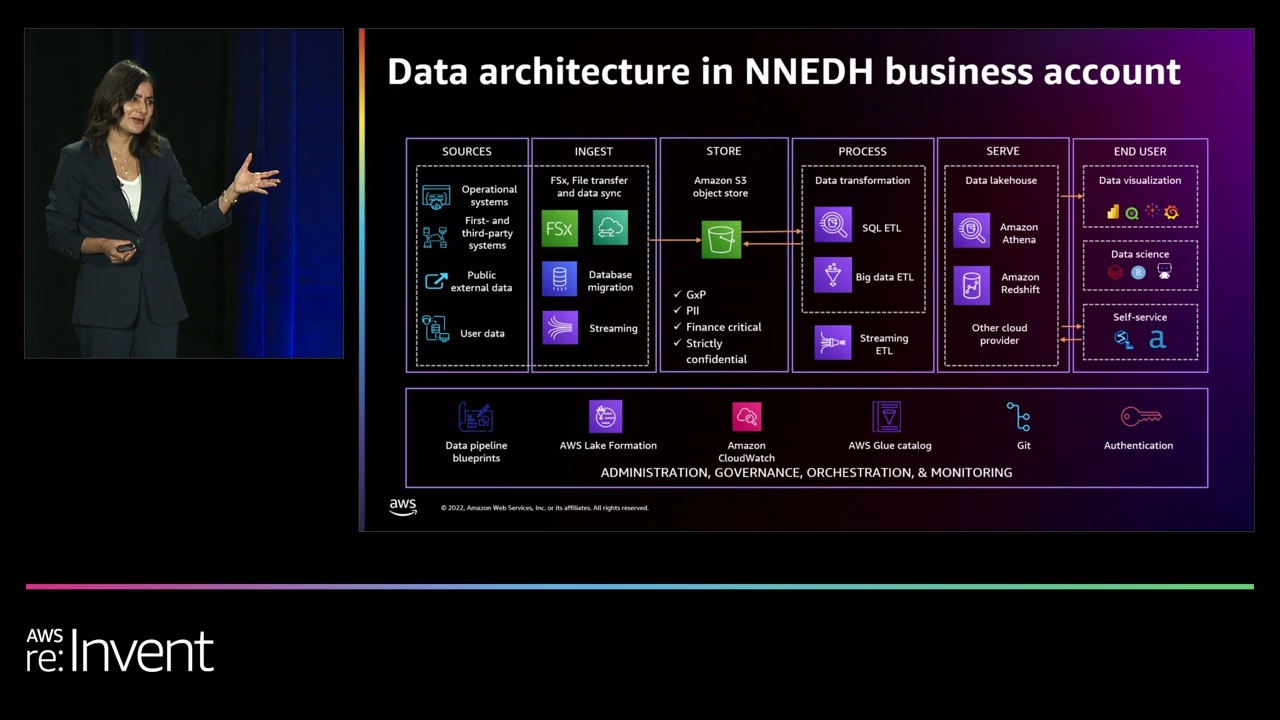 Data architecture in NNEDH business account
SOURCES
Operational
systems
First- and
third-party
systems
Public
external data
User data
INGEST
FSx, File transfer
and data sync
FSx
Database
migration
Streaming
STORE
Amazon S3
object store
✓ GxP
✓ PII
✓ Finance critical
✓ Strictly
confidential
PROCESS
Data transformation
SQL ETL
Big data ETL
Streaming
ETL
SERVE
Data lakehouse
Amazon
Athena
Amazon
Redshift
Other cloud
provider
END USER
Data visualization
Data science
R
Self-service
a
Data pipeline
blueprints
AWS Lake Formation
Amazon
CloudWatch
AWS Glue catalog
Git
Authentication
ADMINISTRATION, GOVERNANCE, ORCHESTRATION, & MONITORING
aws
© 2022, Amazon Web Services, Inc. or its affiliates. All rights reserved.
AWS
re:Invent